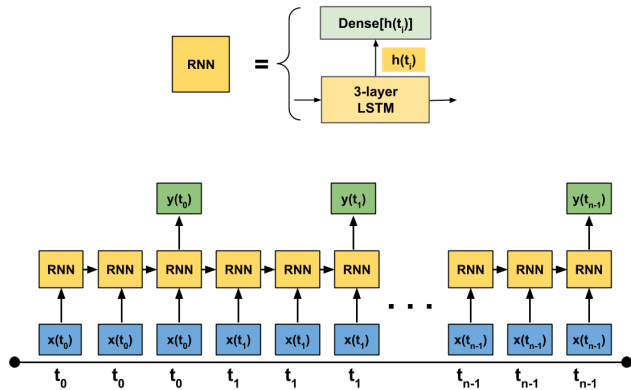 Dense[h(tᵢ)]
RNN
=
h(tᵢ)
3-layer
LSTM
y(t₀) y(t₁) y(tₙ₋₁)
RNN RNN RNN RNN RNN RNN RNN RNN RNN
. . .
x(t₀) x(t₀) x(t₀) x(t₁) x(t₁) x(t₁) x(tₙ₋₁) x(tₙ₋₁) x(tₙ₋₁)
t₀ t₀ t₀ t₁ t₁ t₁ tₙ₋₁ tₙ₋₁ tₙ₋₁